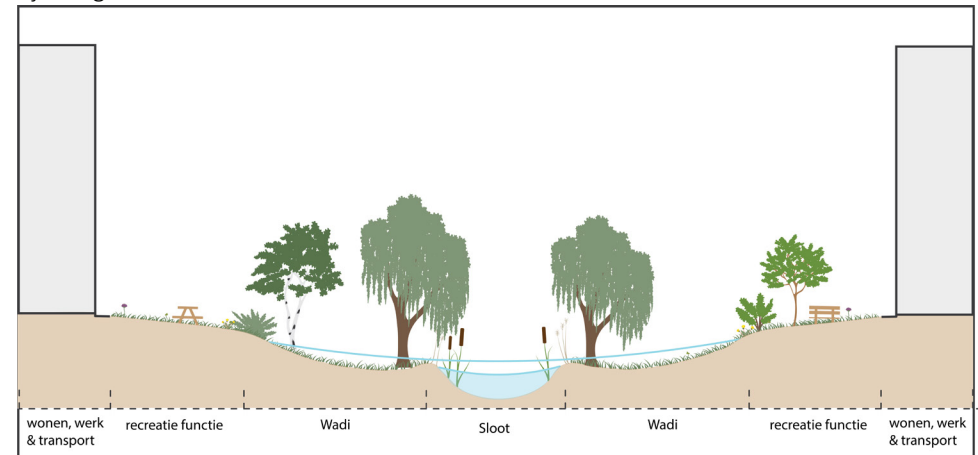 wonen, werk
& transport
recreatie functie
Wadi
Sloot
Wadi
recreatie functie
wonen, werk
& transport